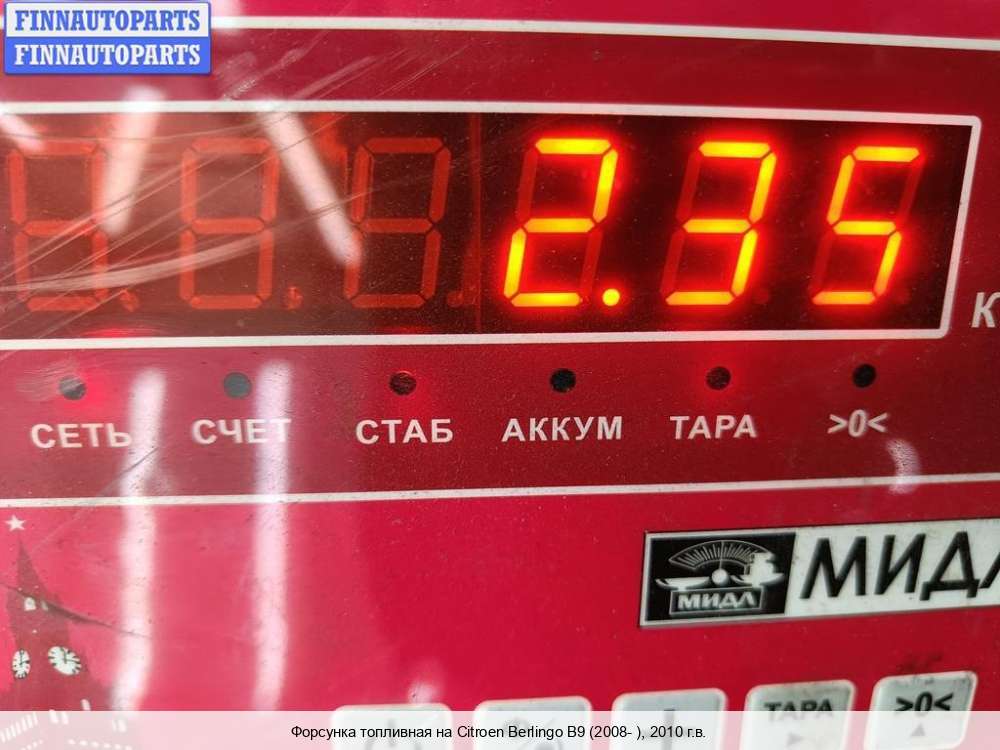 FINNAUTOPARTS
FINNAUTOPARTS
2.35
СЕТЬ СЧЕТ СТАБ АККУМ ТАРА >0<
МИДЛ
ТАРА >0<
Форсунка топливная на Citroen Berlingo B9 (2008- ), 2010 г.в.